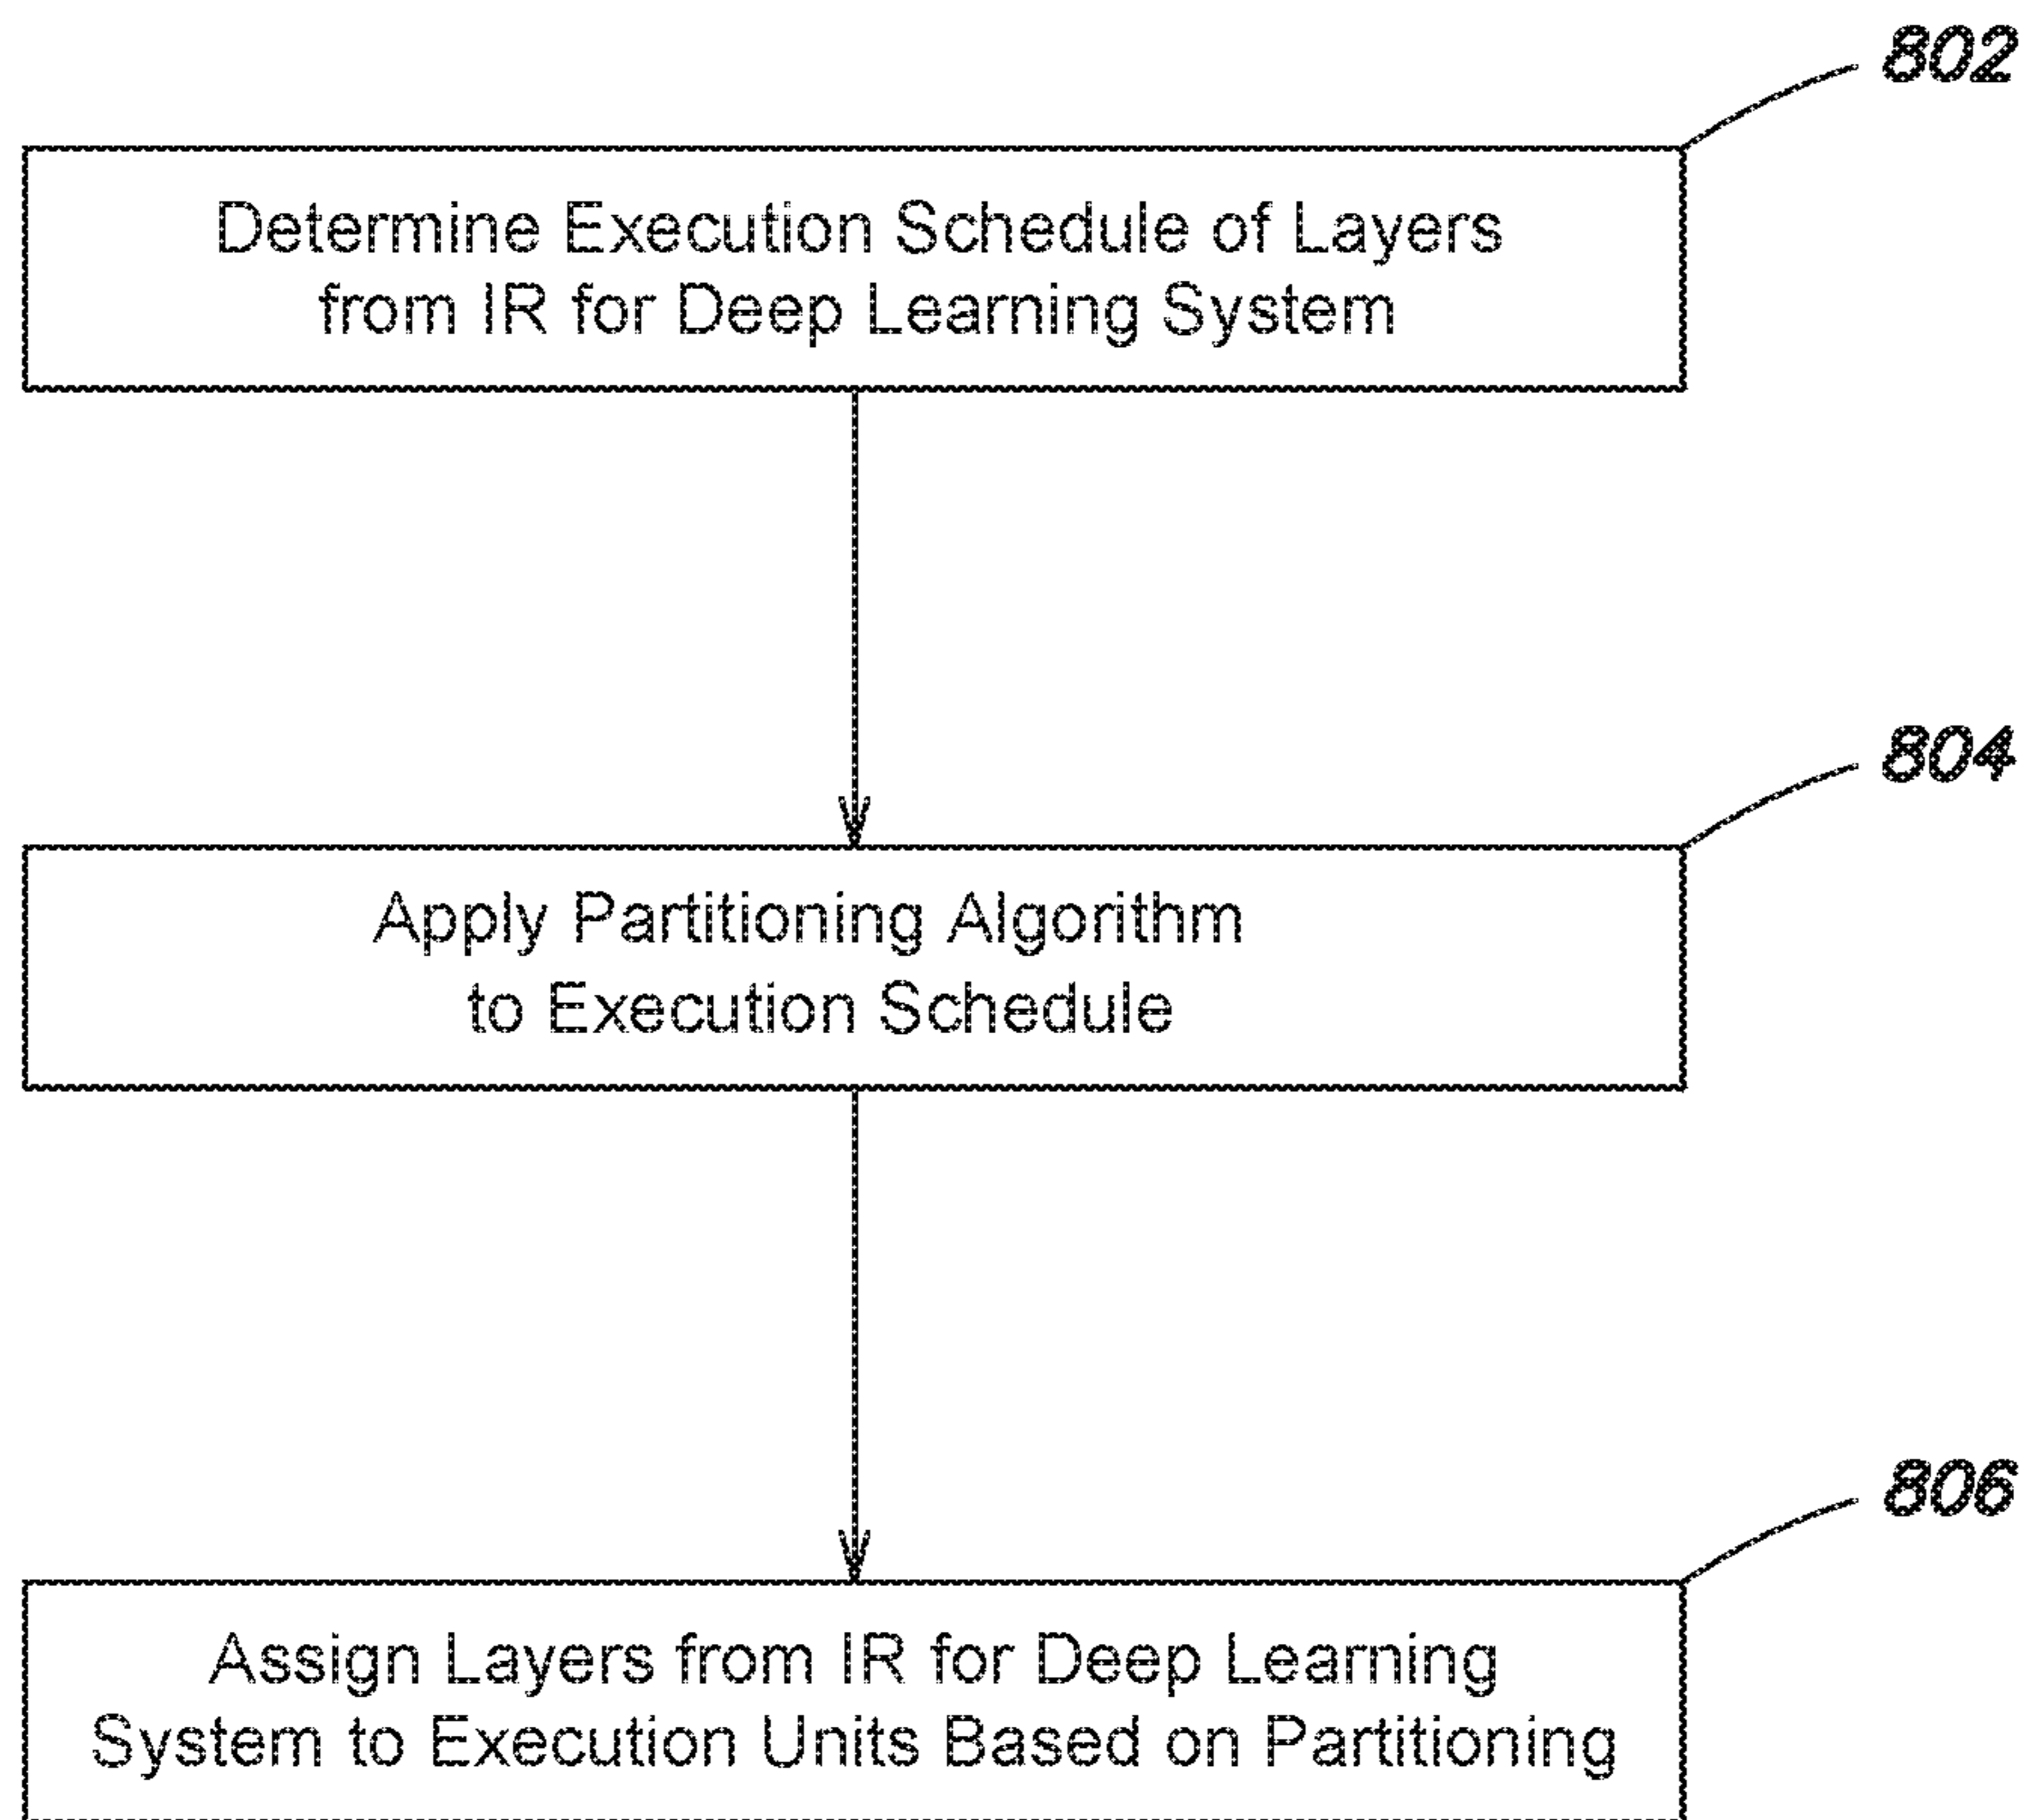 802
Determine Execution Schedule of Layers
from IR for Deep Learning System
804
Apply Partitioning Algorithm
to Execution Schedule
806
Assign Layers from IR for Deep Learning
System to Execution Units Based on Partitioning